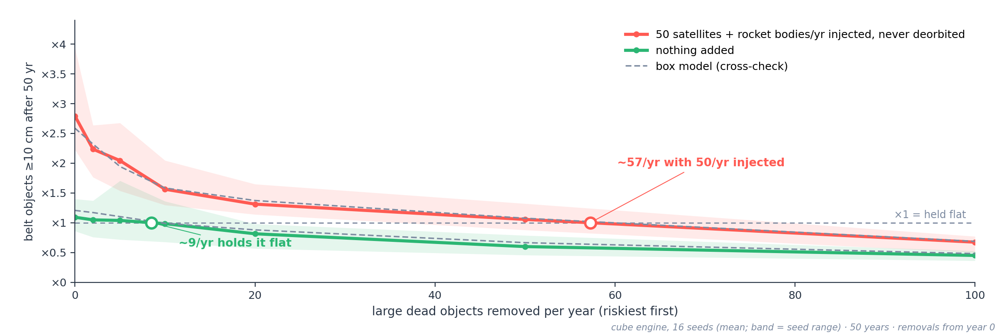 50 satellites + rocket bodies/yr injected, never deorbited
nothing added
box model (cross-check)
belt objects ≥10 cm after 50 yr
×4
×3.5
×3
×2.5
×2
×1.5
×1
×0.5
×0
~57/yr with 50/yr injected
×1 = held flat
~9/yr holds it flat
0
20
40
60
80
100
large dead objects removed per year (riskiest first)
cube engine, 16 seeds (mean; band = seed range) · 50 years · removals from year 0